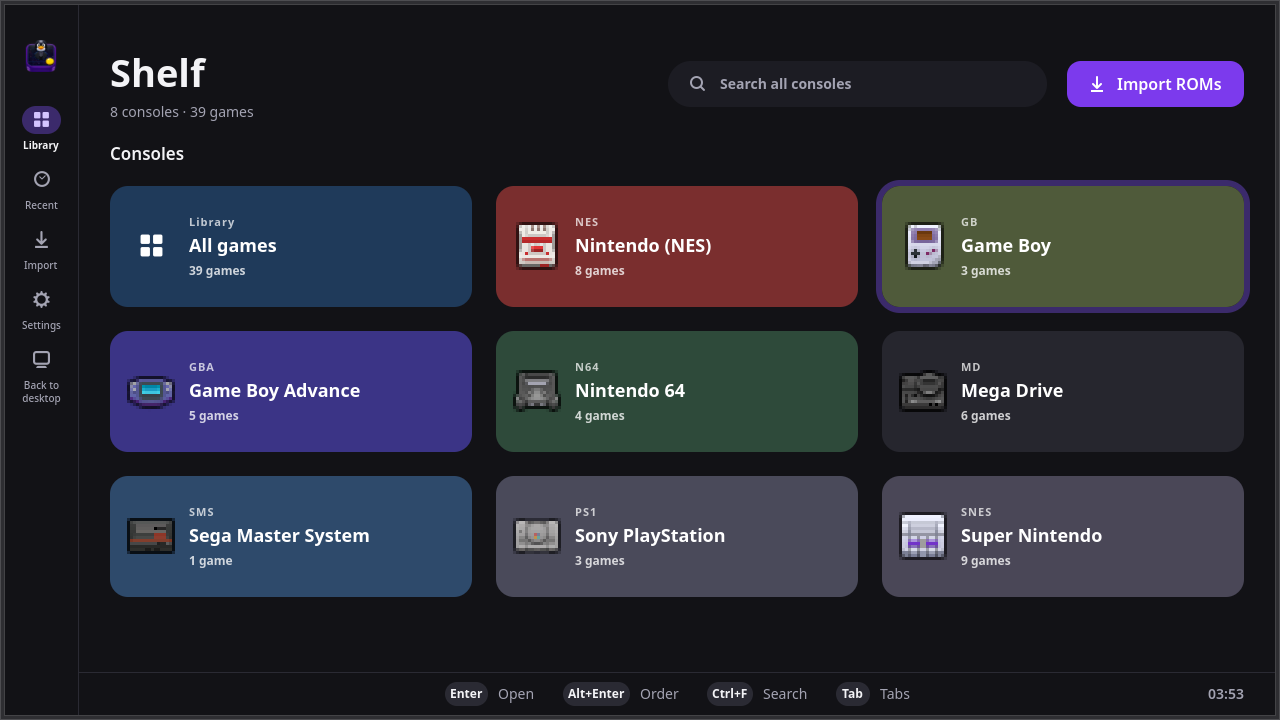 Shelf
8 consoles · 39 games
Search all consoles
Import ROMs
Library
Recent
Import
Settings
Back to
desktop
Consoles
Library
All games
39 games
NES
Nintendo (NES)
8 games
GB
Game Boy
3 games
GBA
Game Boy Advance
5 games
N64
Nintendo 64
4 games
MD
Mega Drive
6 games
SMS
Sega Master System
1 game
PS1
Sony PlayStation
3 games
SNES
Super Nintendo
9 games
Enter Open Alt+Enter Order Ctrl+F Search Tab Tabs 03:53